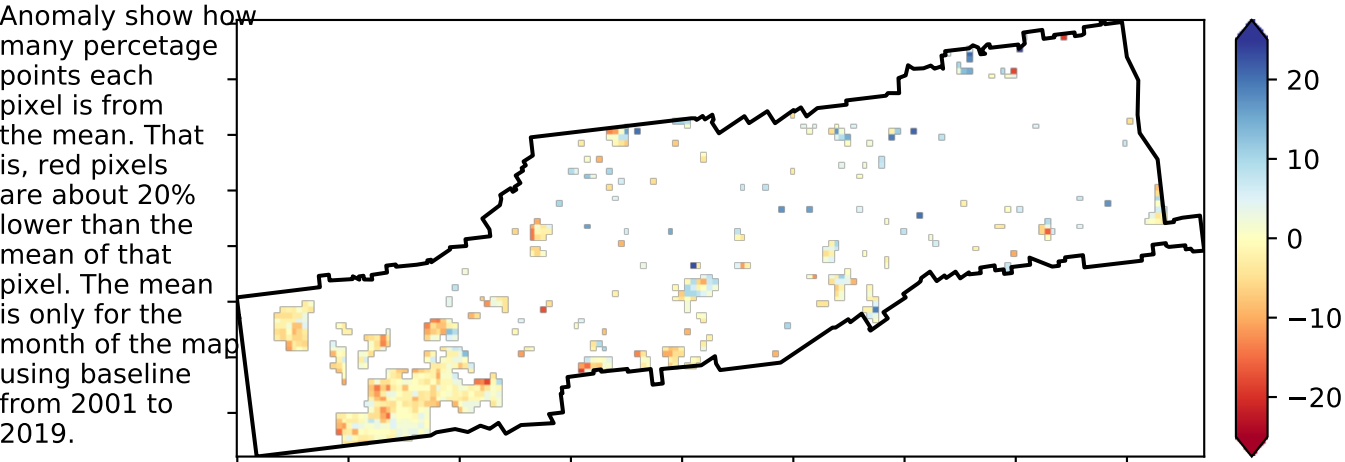 Anomaly show how
many percetage
points each
pixel is from
the mean. That
is, red pixels
are about 20%
lower than the
mean of that
pixel. The mean
is only for the
month of the map
using baseline
from 2001 to
2019.
20
10
0
−10
−20